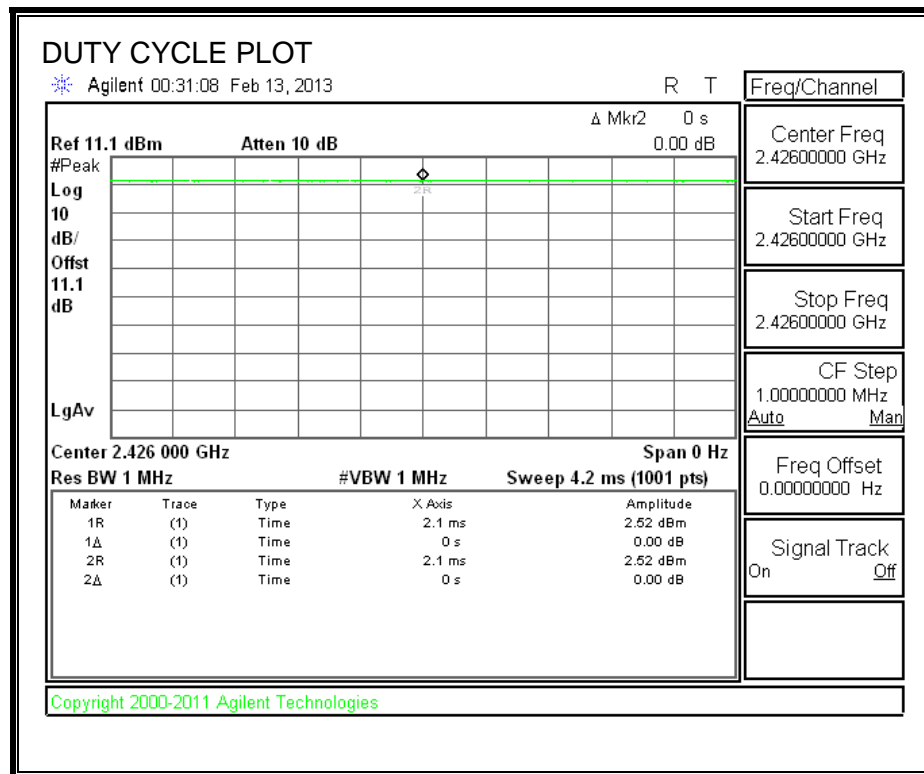 DUTY CYCLE PLOT
Agilent 00:31:08 Feb 13, 2013
R T
Δ Mkr2 0 s
Ref 11.1 dBm Atten 10 dB 0.00 dB
#Peak
Log
10
dB/
Offst
11.1
dB
LgAv
2R
Center 2.426 000 GHz Span 0 Hz
Res BW 1 MHz #VBW 1 MHz Sweep 4.2 ms (1001 pts)
Marker Trace Type X Axis Amplitude
1R (1) Time 2.1 ms 2.52 dBm
1Δ (1) Time 0 s 0.00 dB
2R (1) Time 2.1 ms 2.52 dBm
2Δ (1) Time 0 s 0.00 dB
Copyright 2000-2011 Agilent Technologies
Freq/Channel
Center Freq
2.42600000 GHz
Start Freq
2.42600000 GHz
Stop Freq
2.42600000 GHz
CF Step
1.00000000 MHz
Auto Man
Freq Offset
0.00000000 Hz
Signal Track
On Off